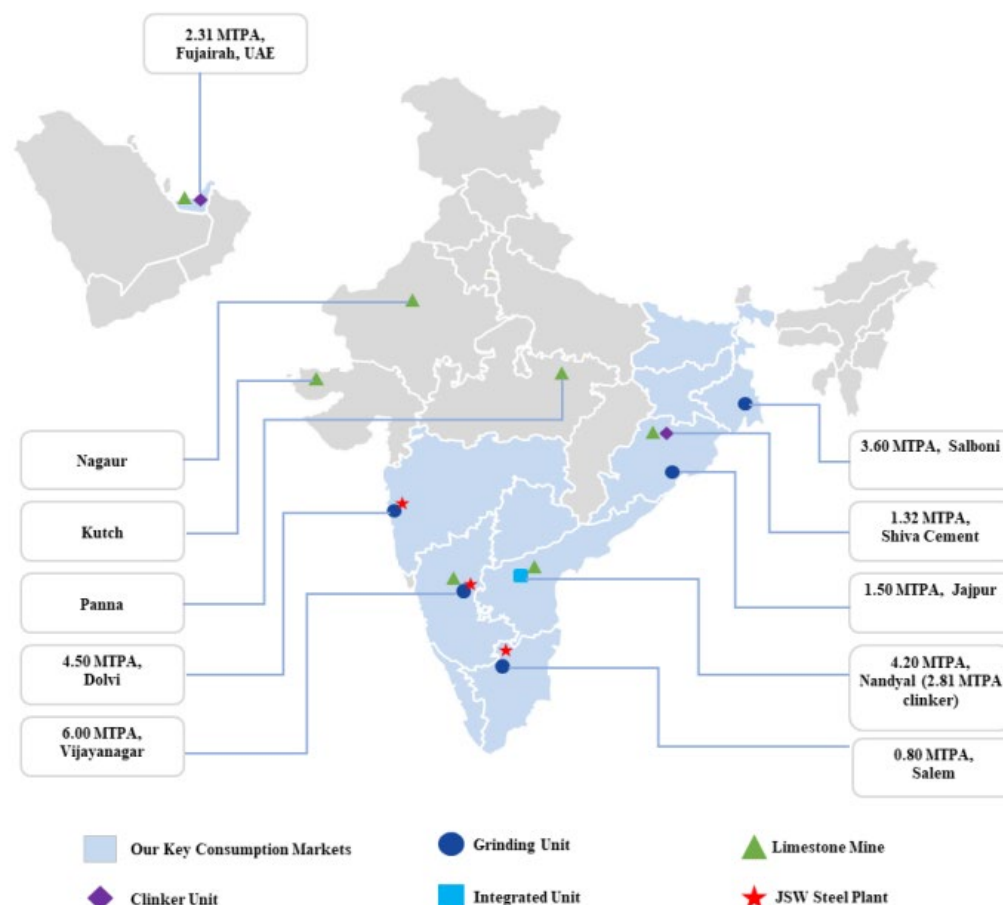 2.31 MTPA,
Fujairah, UAE
Nagaur
Kutch
Panna
4.50 MTPA,
Dolvi
6.00 MTPA,
Vijayanagar
3.60 MTPA, Salboni
1.32 MTPA,
Shiva Cement
1.50 MTPA, Jajpur
4.20 MTPA,
Nandyal (2.81 MTPA
clinker)
0.80 MTPA,
Salem
Our Key Consumption Markets
Grinding Unit
Limestone Mine
Clinker Unit
Integrated Unit
JSW Steel Plant